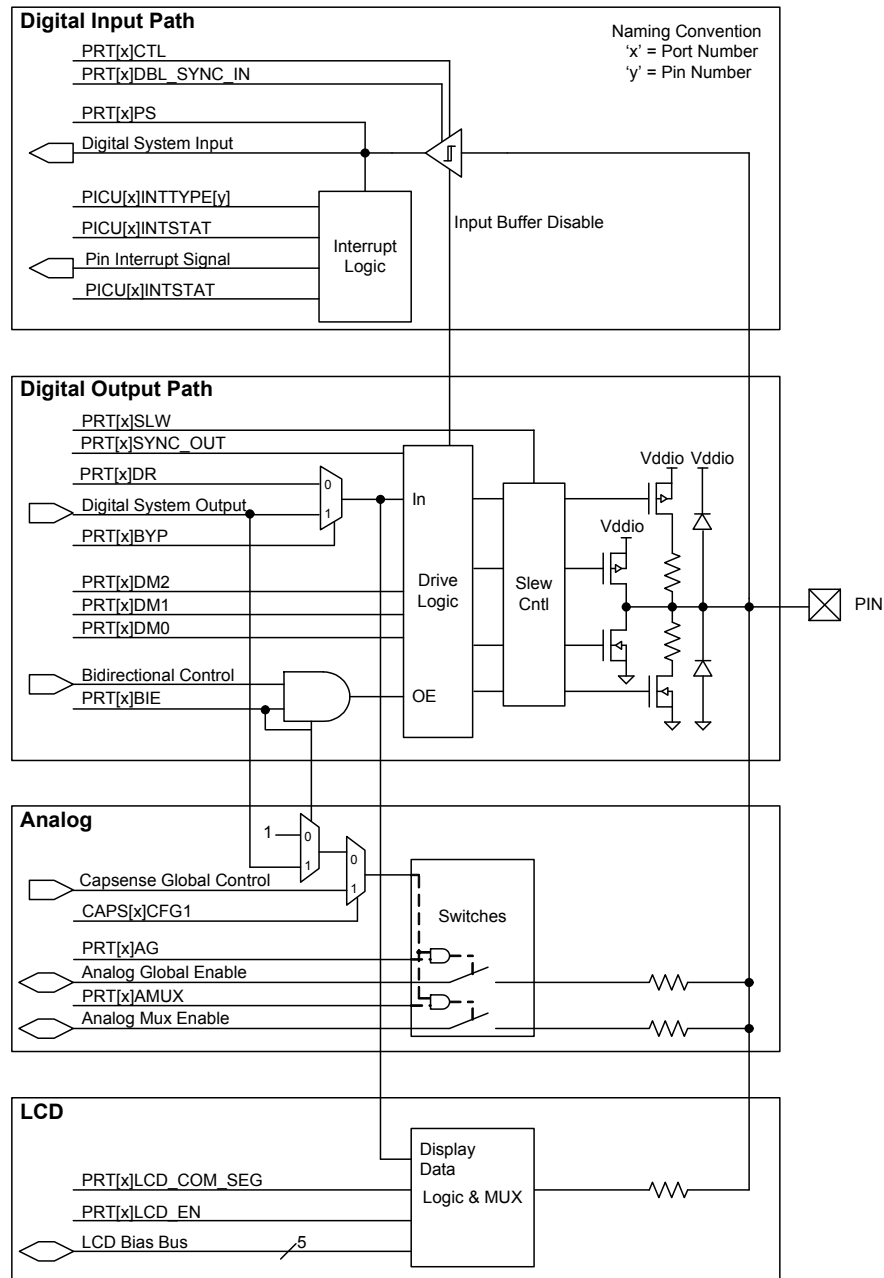 Digital Input Path
Naming Convention
‘x’ = Port Number
‘y’ = Pin Number
PRT[x]CTL
PRT[x]DBL_SYNC_IN
PRT[x]PS
Digital System Input
PICU[x]INTTYPE[y]
PICU[x]INTSTAT
Pin Interrupt Signal
PICU[x]INTSTAT
Interrupt
Logic
Input Buffer Disable
Digital Output Path
PRT[x]SLW
PRT[x]SYNC_OUT
PRT[x]DR
Digital System Output
PRT[x]BYP
0
1
In
PRT[x]DM2
PRT[x]DM1
PRT[x]DM0
Drive
Logic
Slew
Cntl
Vddio Vddio
Vddio
PIN
Bidirectional Control
PRT[x]BIE
OE
Analog
1
0
1
0
1
Capsense Global Control
CAPS[x]CFG1
Switches
PRT[x]AG
Analog Global Enable
PRT[x]AMUX
Analog Mux Enable
LCD
Display
Data
Logic & MUX
PRT[x]LCD_COM_SEG
PRT[x]LCD_EN
LCD Bias Bus
5